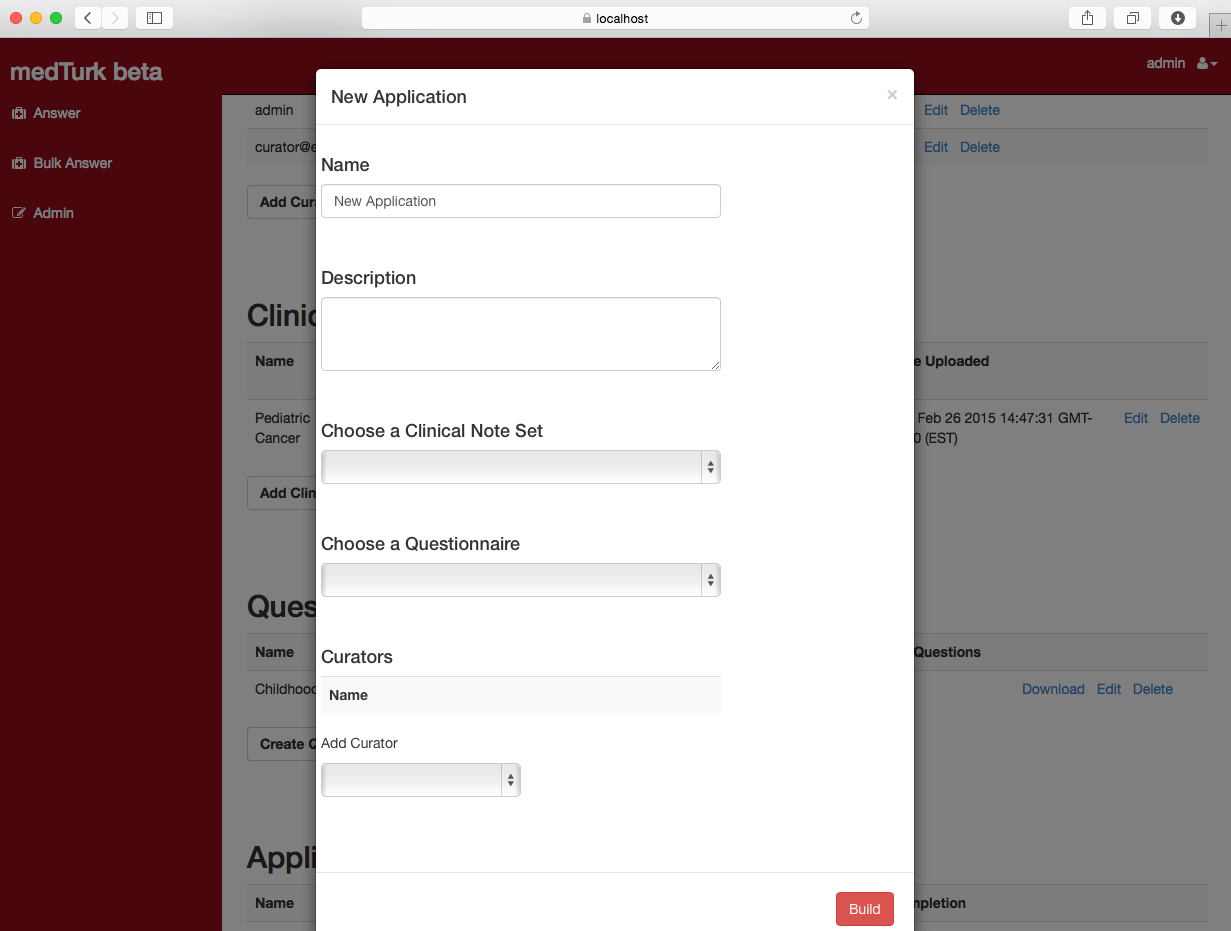 localhost
medTurk beta
admin
Answer
Bulk Answer
Admin
New Application
×
Name
New Application
Description
Choose a Clinical Note Set
Choose a Questionnaire
Curators
Name
Add Curator
Build
admin
Edit Delete
curator@
Edit Delete
Add Cur
Clinic
Name
Uploaded
Pediatric
Cancer
Feb 26 2015 14:47:31 GMT-
0 (EST)
Edit Delete
Add Clin
Ques
Name
Questions
Childhood
Download Edit Delete
Create
Appli
Name
mpletion